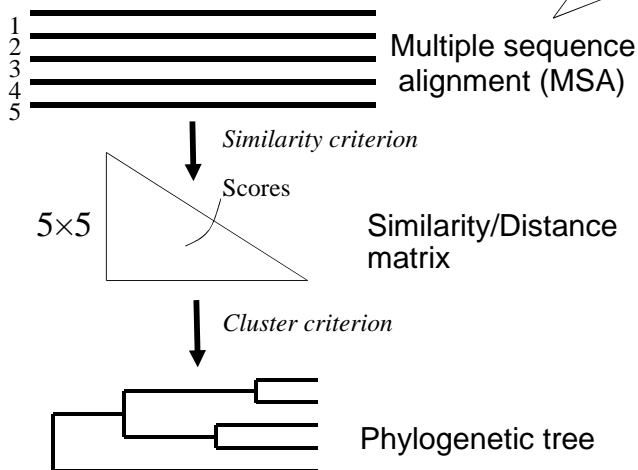 1
2
3
4
5
Multiple sequence
alignment (MSA)
Similarity criterion
Scores
5×5
Similarity/Distance
matrix
Cluster criterion
Phylogenetic tree